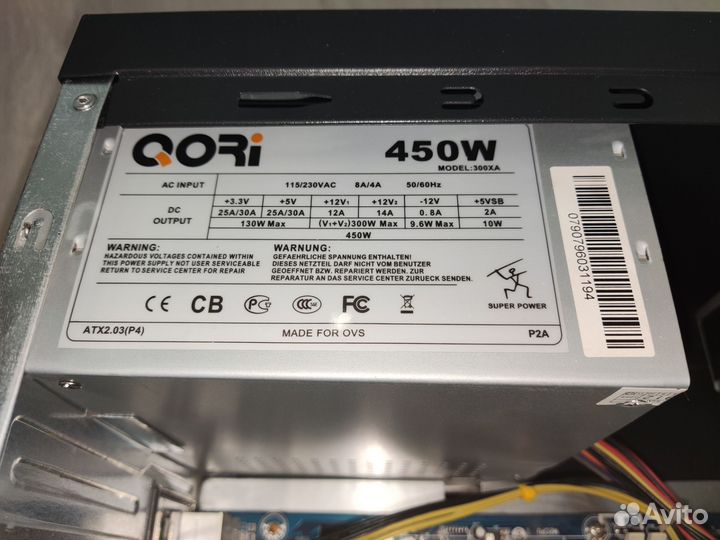 QORi
450W
MODEL:300XA
AC INPUT 115/230VAC 8A/4A 50/60Hz
DC OUTPUT
+3.3V +5V +12V1 +12V2 -12V +5VSB
25A/30A 25A/30A 12A 14A 0.8A 2A
130W Max (V1+V2)300W Max 9.6W Max 10W
450W
WARNING:
HAZARDOUS VOLTAGES CONTAINED WITHIN
THIS POWER SUPPLY NOT USER SERVICEABLE
RETURN TO SERVICE CENTER FOR REPAIR
WARNUNG:
GEFAEHRLICHE SPANNUNG ENTHALTEN!
DIESES NETZTEIL DARF NICHT VOM BENUTZER
GEOEFFNET BZW. REPARIERT WERDEN. ZUR
REPARATUR AN DAS SERVICE CENTER ZURUECK SENDEN.
CE CB PC CCC FC
SUPER POWER
ATX2.03(P4) MADE FOR OVS P2A
0790796031194
Avito